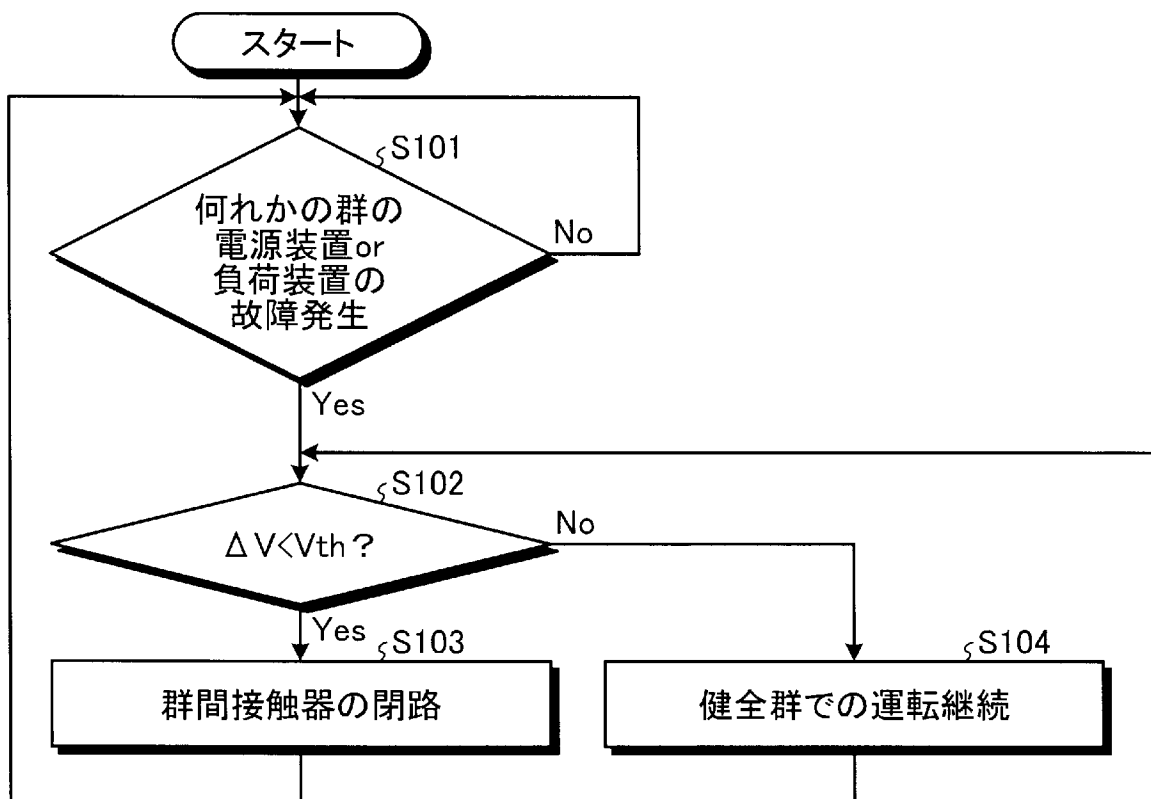 スタート
S101
何れかの群の
電源装置or
負荷装置の
故障発生
No
Yes
S102
ΔV<Vth?
No
Yes
S103
群間接触器の閉路
S104
健全群での運転継続